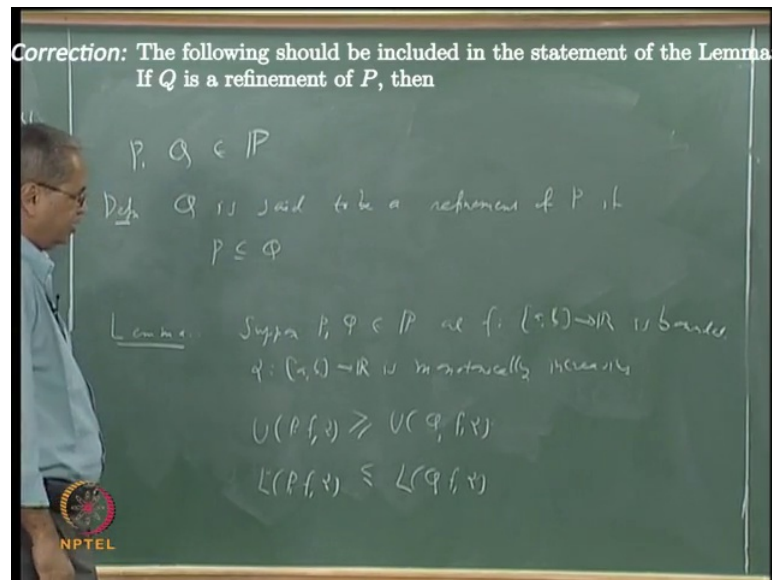 Correction: The following should be included in the statement of the Lemma
If Q is a refinement of P, then
P, Q ∈ ℙ
Defn Q is said to be a refinement of P if
P ⊆ Q
Lemma. Suppose P, Q ∈ ℙ and f: [a,b] → ℝ is bounded.
α: [a,b] → ℝ is monotonically increasing
U(P, f, α) ≥ U(Q, f, α)
L(P, f, α) ≤ L(Q, f, α)
NPTEL